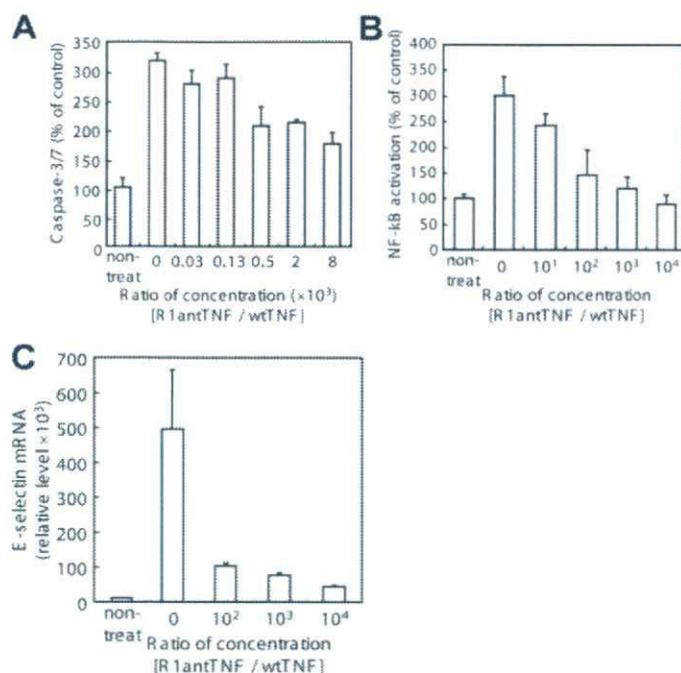 A
Caspase-3/7 (% of control)
350
300
250
200
150
100
50
0
non-treat 0 0.03 0.13 0.5 2 8
Ratio of concentration (×10³)
[R1antTNF / wtTNF]
B
NF-kB activation (% of control)
400
350
300
250
200
150
100
50
0
non-treat 0 10¹ 10² 10³ 10⁴
Ratio of concentration
[R1antTNF / wtTNF]
C
E-selectin mRNA
(relative level ×10³)
700
600
500
400
300
200
100
0
non-treat 0 10² 10³ 10⁴
Ratio of concentration
[R1antTNF / wtTNF]